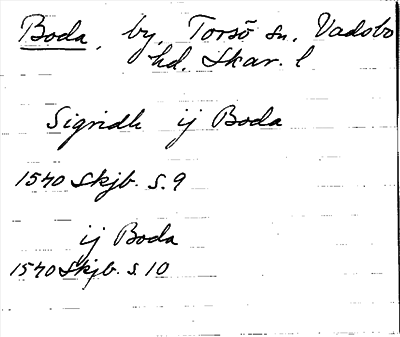 Boda, by, Torsö sn. Vadsbo
hd. Skar. l
Sigridh ij Boda
1540 Skjb. s. 9
ij Boda
1540 Skjb. s. 10